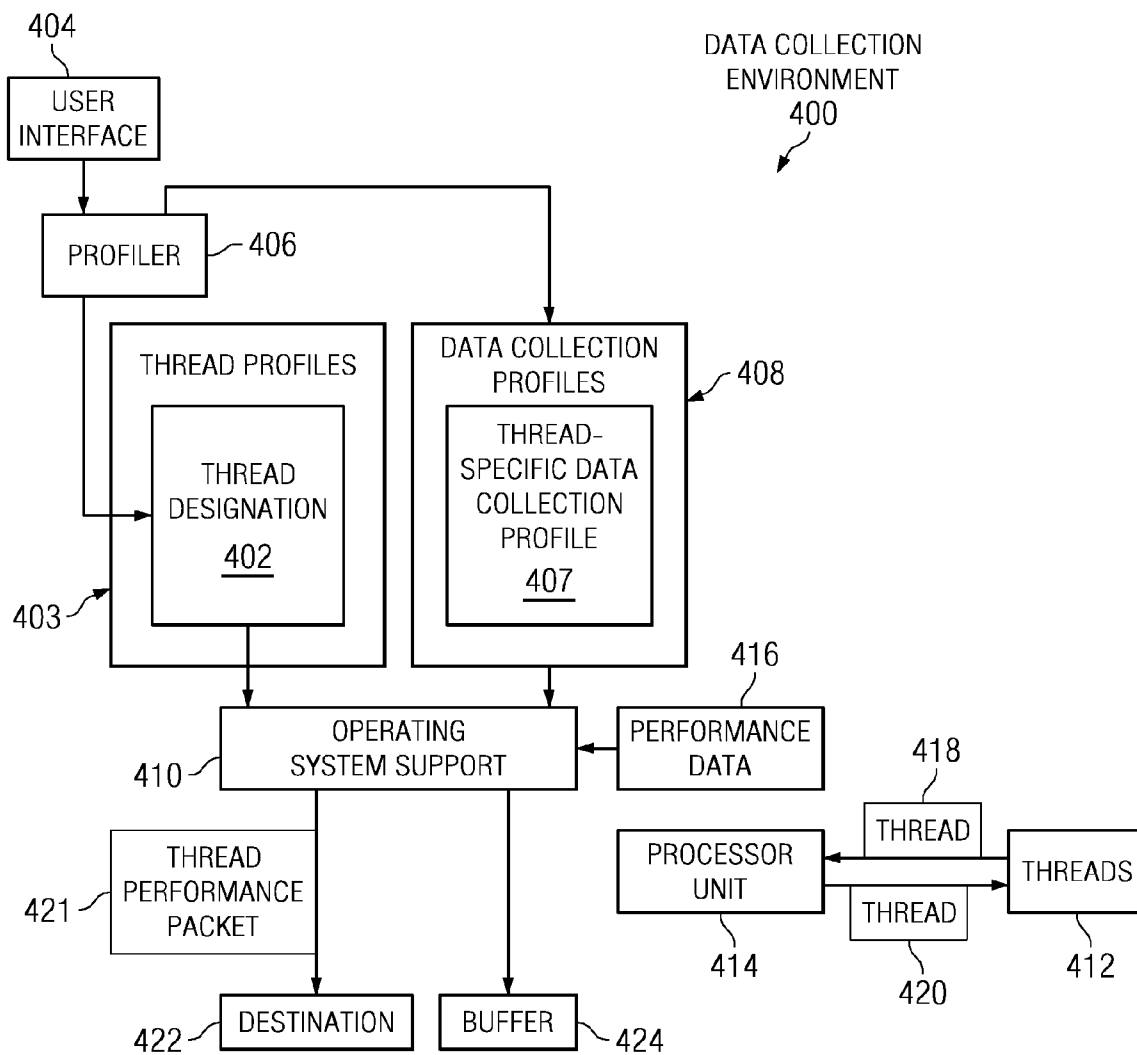 404
DATA COLLECTION
ENVIRONMENT
400
USER
INTERFACE
PROFILER
406
THREAD PROFILES
DATA COLLECTION
PROFILES
408
THREAD
DESIGNATION
402
THREAD-
SPECIFIC DATA
COLLECTION
PROFILE
407
403
416
OPERATING
SYSTEM SUPPORT
410
PERFORMANCE
DATA
418
THREAD
PERFORMANCE
PACKET
421
PROCESSOR
UNIT
THREAD
THREADS
THREAD
414
420
412
422
DESTINATION
BUFFER
424